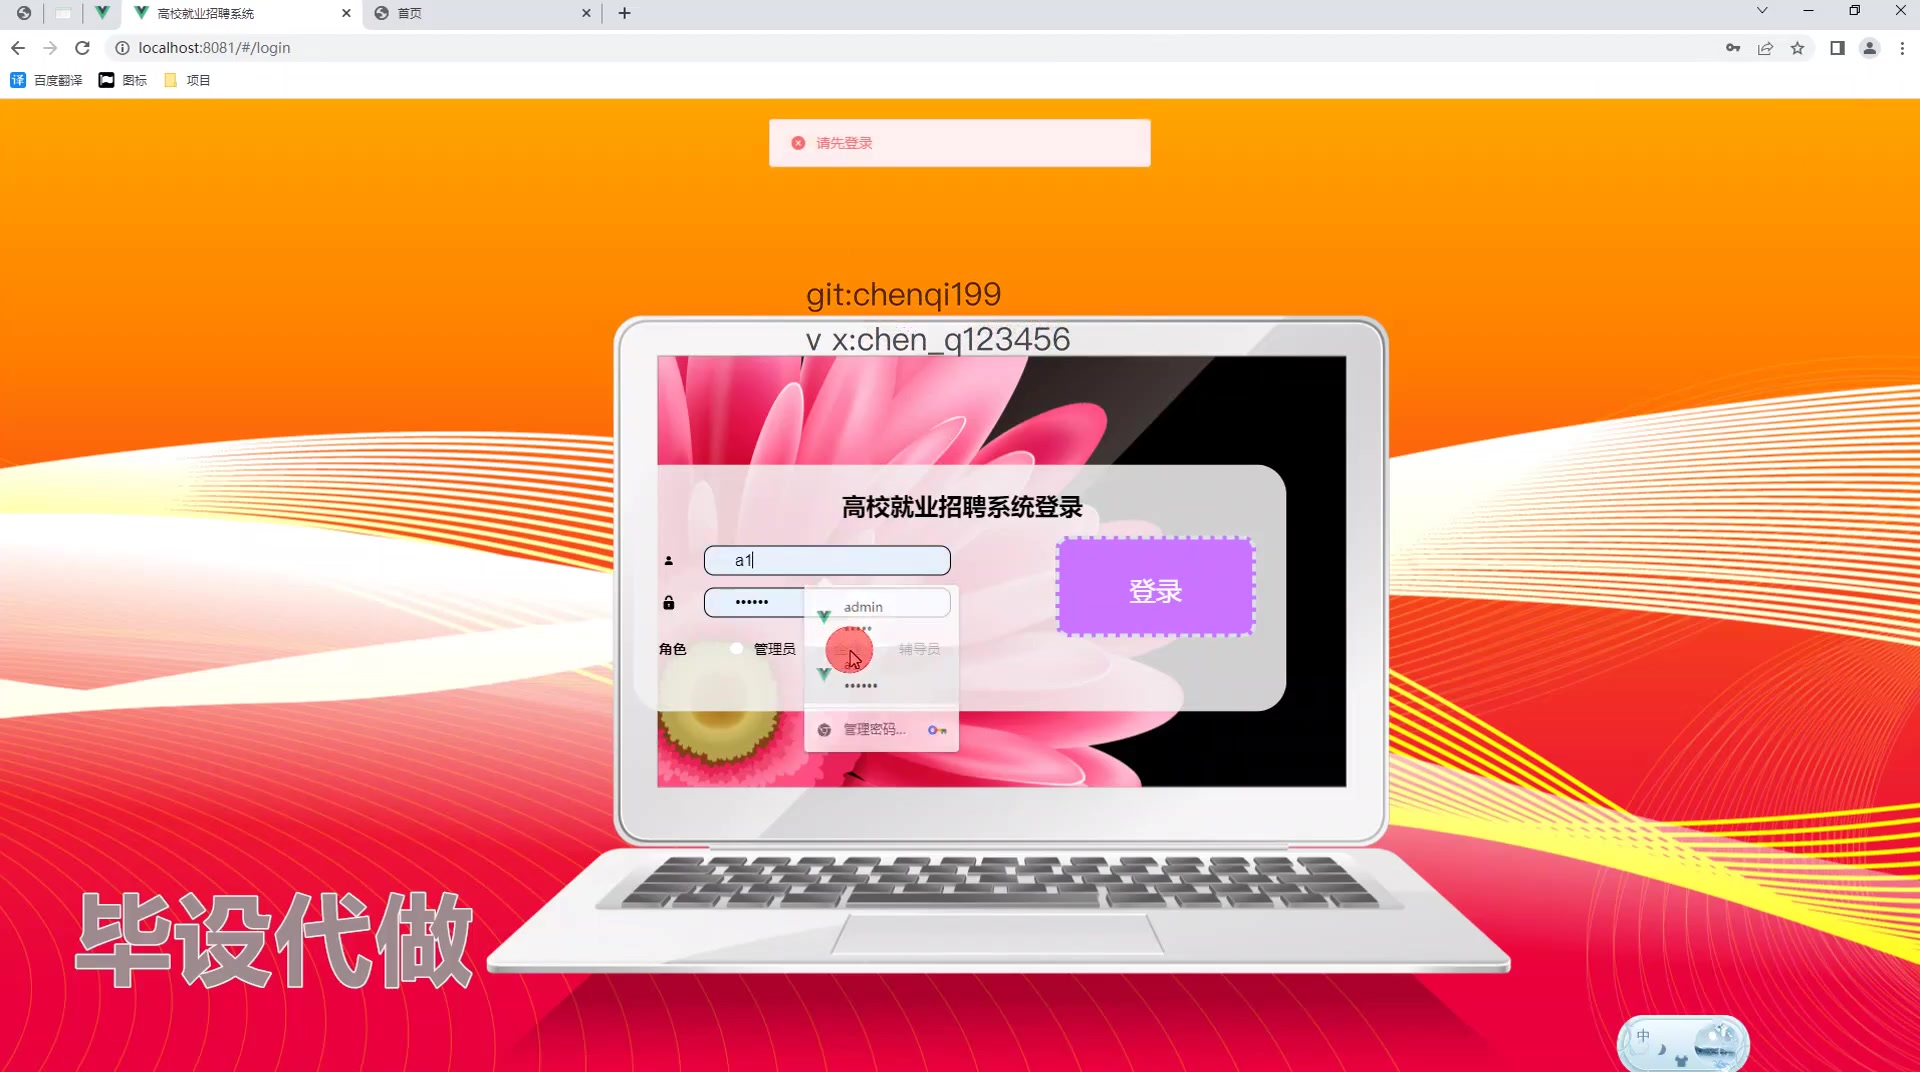 高校就业招聘系统
首页
localhost:8081/#/login
百度翻译
图标
项目
请先登录
git:chenqi199
v x:chen_q123456
高校就业招聘系统登录
a1
登录
admin
角色
管理员
辅导员
管理密码...
毕设代做
中